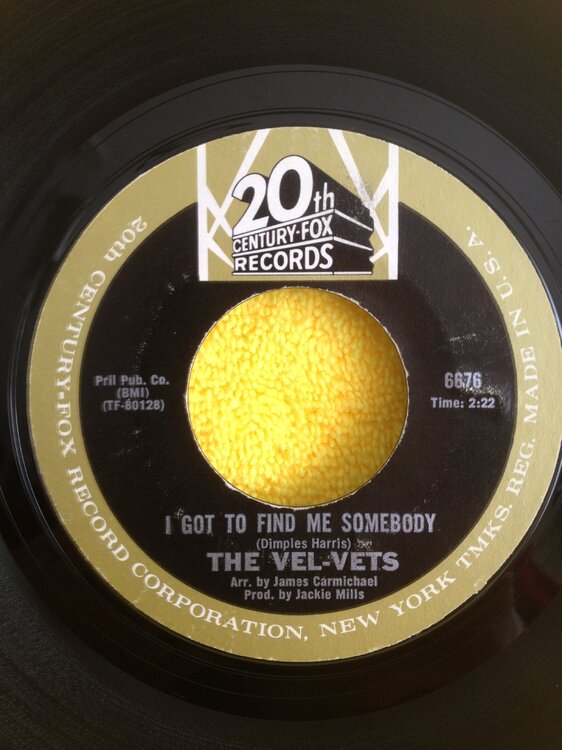 20th
CENTURY-FOX
RECORDS
Pril Pub. Co.
(BMI)
(TF-80128)
6676
Time: 2:22
I GOT TO FIND ME SOMEBODY
(Dimples Harris)
THE VEL-VETS
Arr. by James Carmichael
Prod. by Jackie Mills
20th CENTURY-FOX RECORD CORPORATION, NEW YORK TMKS. REG. MADE IN U.S.A.